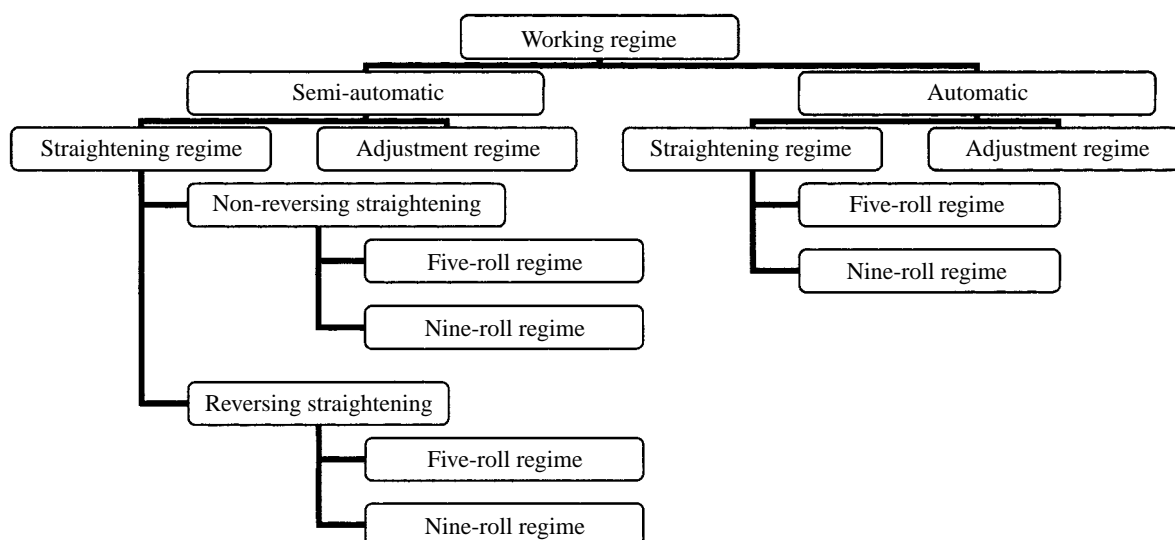 Working regime
Semi-automatic
Automatic
Straightening regime
Adjustment regime
Straightening regime
Adjustment regime
Non-reversing straightening
Five-roll regime
Five-roll regime
Nine-roll regime
Nine-roll regime
Reversing straightening
Five-roll regime
Nine-roll regime